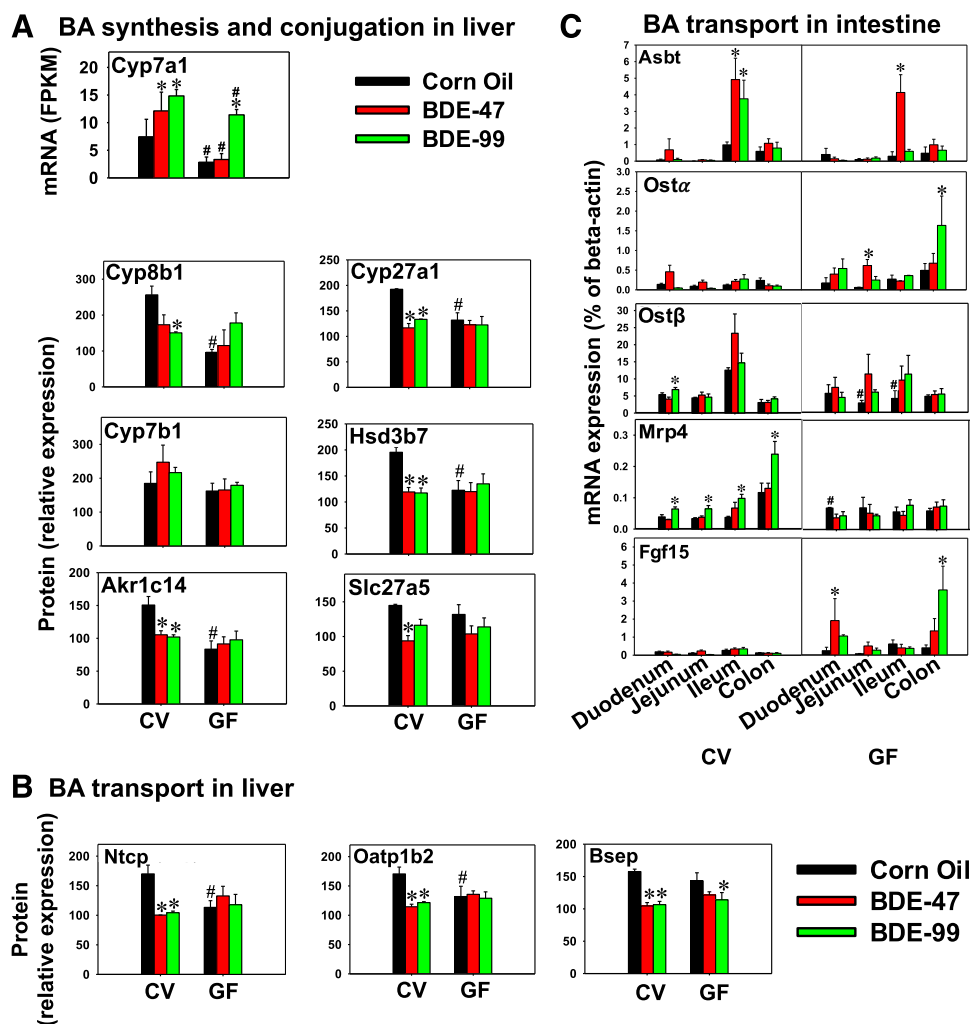 A BA synthesis and conjugation in liver
Cyp7a1
mRNA (FPKM)
20
15
10
5
0
* *
# # # *
Corn Oil
BDE-47
BDE-99
Cyp8b1
300
200
100
0
*
#
Cyp27a1
250
200
150
100
50
0
* *
#
Protein (relative expression)
Cyp7b1
300
200
100
0
Hsd3b7
250
200
150
100
50
0
* *
#
Akr1c14
150
100
50
0
* *
#
CV GF
Slc27a5
150
100
50
0
*
CV GF
B BA transport in liver
Protein
(relative expression)
Ntcp
200
150
100
50
0
**
#
CV GF
Oatp1b2
200
150
100
50
0
**
#
CV GF
Bsep
200
150
100
50
0
**
*
CV GF
Corn Oil
BDE-47
BDE-99
C BA transport in intestine
mRNA expression (% of beta-actin)
Asbt
7
6
5
4
3
2
1
0
* *
*
Ostα
3.0
2.5
2.0
1.5
1.0
0.5
0.0
*
*
Ostβ
30
25
20
15
10
5
0
*
# #
Mrp4
0.3
0.2
0.1
0.0
* * * *
#
Fgf15
6
5
4
3
2
1
0
*
*
Duodenum Jejunum Ileum Colon
Duodenum Jejunum Ileum Colon
CV GF